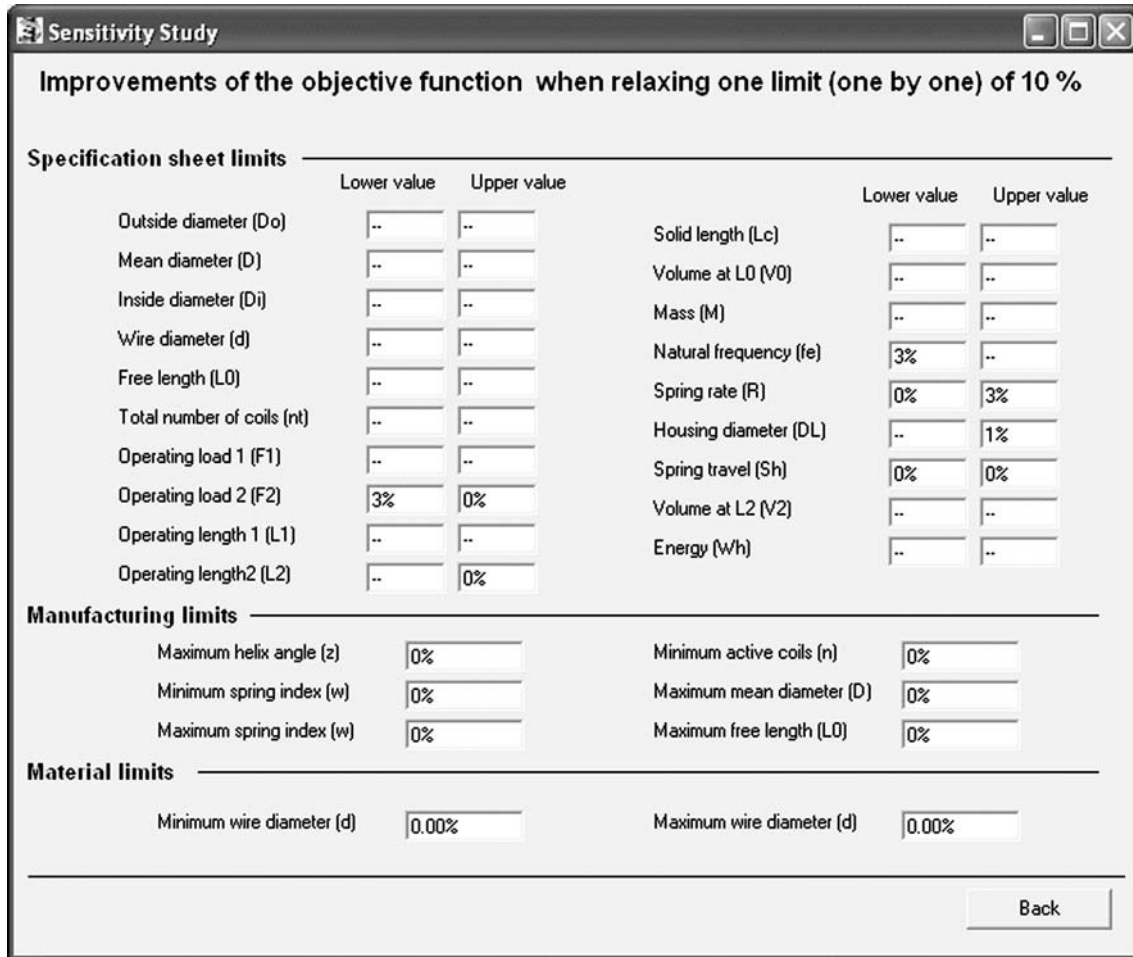 Sensitivity Study
Improvements of the objective function when relaxing one limit (one by one) of 10 %
Specification sheet limits
Lower value Upper value
Outside diameter (Do) -- --
Mean diameter (D) -- --
Inside diameter (Di) -- --
Wire diameter (d) -- --
Free length (L0) -- --
Total number of coils (nt) -- --
Operating load 1 (F1) -- --
Operating load 2 (F2) 3% 0%
Operating length 1 (L1) -- --
Operating length2 (L2) -- 0%
Lower value Upper value
Solid length (Lc) -- --
Volume at L0 (V0) -- --
Mass (M) -- --
Natural frequency (fe) 3% --
Spring rate (R) 0% 3%
Housing diameter (DL) -- 1%
Spring travel (Sh) 0% 0%
Volume at L2 (V2) -- --
Energy (Wh) -- --
Manufacturing limits
Maximum helix angle (z) 0% Minimum active coils (n) 0%
Minimum spring index (w) 0% Maximum mean diameter (D) 0%
Maximum spring index (w) 0% Maximum free length (L0) 0%
Material limits
Minimum wire diameter (d) 0.00% Maximum wire diameter (d) 0.00%
Back